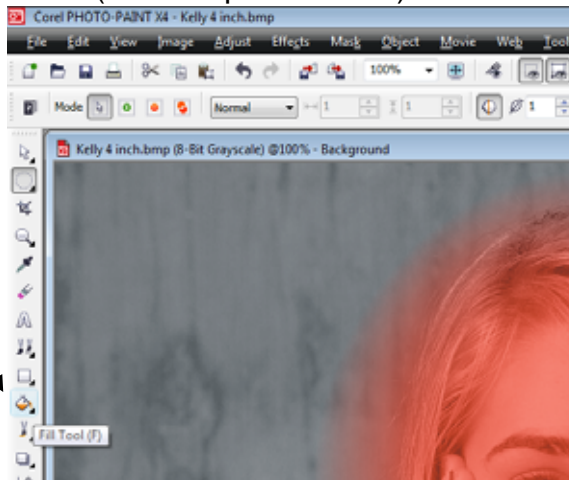 Corel PHOTO-PAINT X4 - Kelly 4 inch.bmp
File Edit View Image Adjust Effects Mask Object Movie Web Tools
100%
Mode Normal 1 1 1
Kelly 4 inch.bmp (8-Bit Grayscale) @100% - Background
Fill Tool (F)